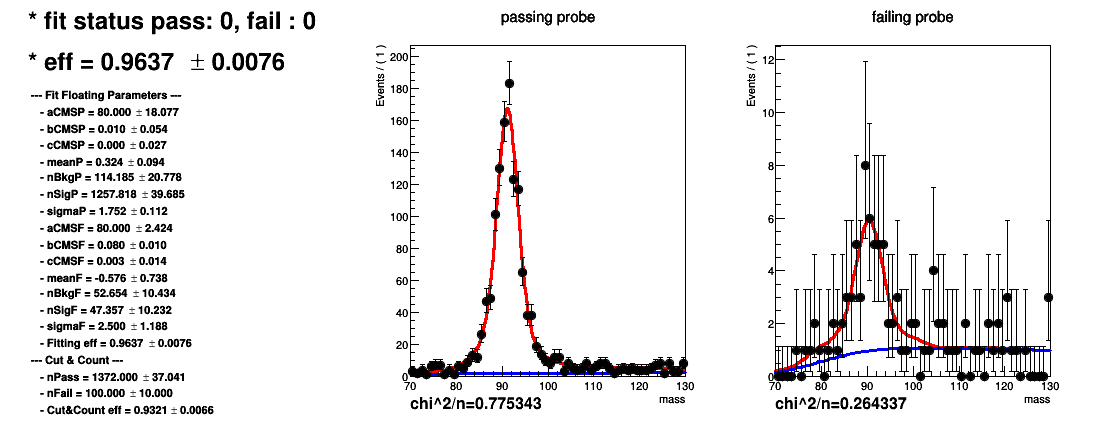 * fit status pass: 0, fail : 0
* eff = 0.9637 ± 0.0076
--- Fit Floating Parameters ---
- aCMSP = 80.000 ± 18.077
- bCMSP = 0.010 ± 0.054
- cCMSP = 0.000 ± 0.027
- meanP = 0.324 ± 0.094
- nBkgP = 114.185 ± 20.778
- nSigP = 1257.818 ± 39.685
- sigmaP = 1.752 ± 0.112
- aCMSF = 80.000 ± 2.424
- bCMSF = 0.080 ± 0.010
- cCMSF = 0.003 ± 0.014
- meanF = -0.576 ± 0.738
- nBkgF = 52.654 ± 10.434
- nSigF = 47.357 ± 10.232
- sigmaF = 2.500 ± 1.188
- Fitting eff = 0.9637 ± 0.0076
--- Cut & Count ---
- nPass = 1372.000 ± 37.041
- nFail = 100.000 ± 10.000
- Cut&Count eff = 0.9321 ± 0.0066
passing probe
Events / ( 1 )
200
180
160
140
120
100
80
60
40
20
0
70 80 90 100 110 120 130
mass
chi^2/n=0.775343
failing probe
Events / ( 1 )
12
10
8
6
4
2
0
70 80 90 100 110 120 130
mass
chi^2/n=0.264337